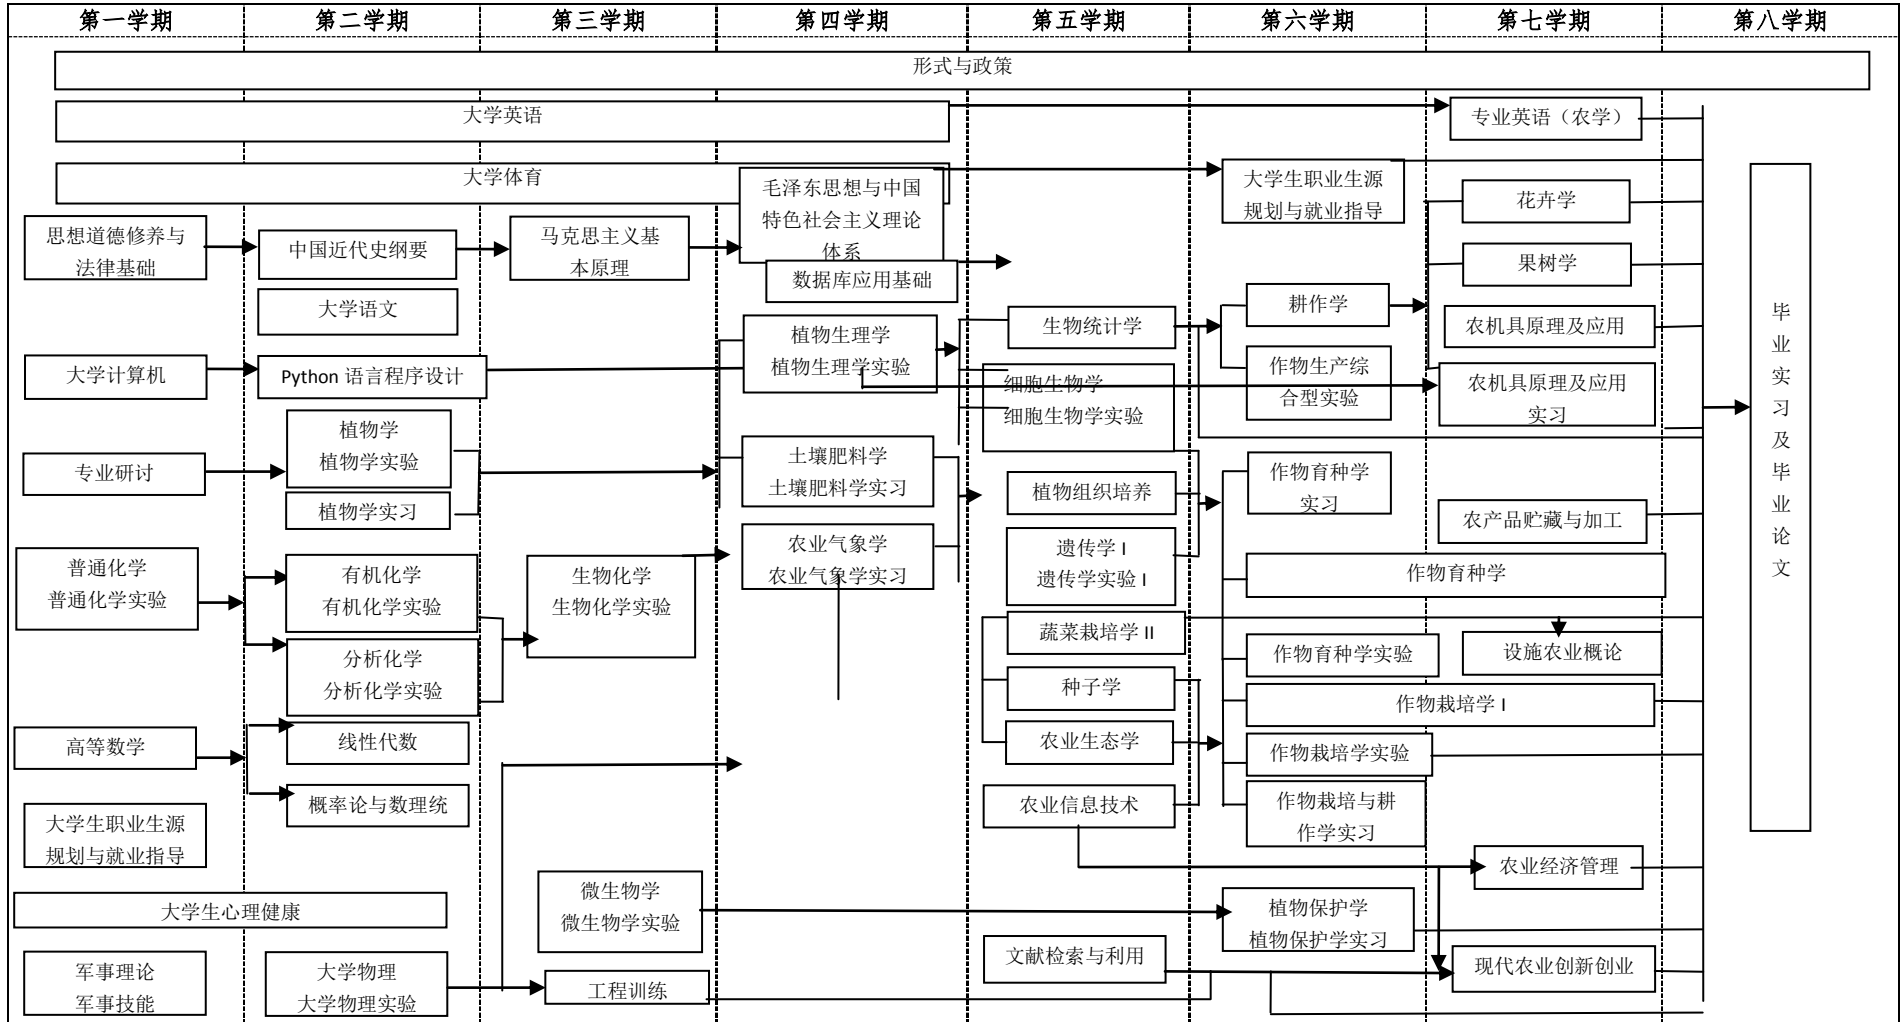 第一学期
第二学期
第三学期
第四学期
第五学期
第六学期
第七学期
第八学期
形式与政策
大学英语
大学体育
思想道德修养与
法律基础
大学计算机
专业研讨
普通化学
普通化学实验
高等数学
大学生职业生源
规划与就业指导
大学生心理健康
军事理论
军事技能
中国近代史纲要
大学语文
Python 语言程序设计
植物学
植物学实验
植物学实习
有机化学
有机化学实验
分析化学
分析化学实验
线性代数
概率论与数理统
大学物理
大学物理实验
马克思主义基
本原理
生物化学
生物化学实验
微生物学
微生物学实验
工程训练
毛泽东思想与中国
特色社会主义理论
体系
数据库应用基础
植物生理学
植物生理学实验
土壤肥料学
土壤肥料学实习
农业气象学
农业气象学实习
生物统计学
细胞生物学
细胞生物学实验
植物组织培养
遗传学 I
遗传学实验 I
蔬菜栽培学 II
种子学
农业生态学
农业信息技术
文献检索与利用
大学生职业生源
规划与就业指导
耕作学
作物生产综
合型实验
作物育种学
实习
作物育种学
作物育种学实验
作物栽培学 I
作物栽培学实验
作物栽培与耕
作学实习
植物保护学
植物保护学实习
专业英语（农学）
花卉学
果树学
农机具原理及应用
农机具原理及应用
实习
农产品贮藏与加工
设施农业概论
农业经济管理
现代农业创新创业
毕业实习及毕业论文